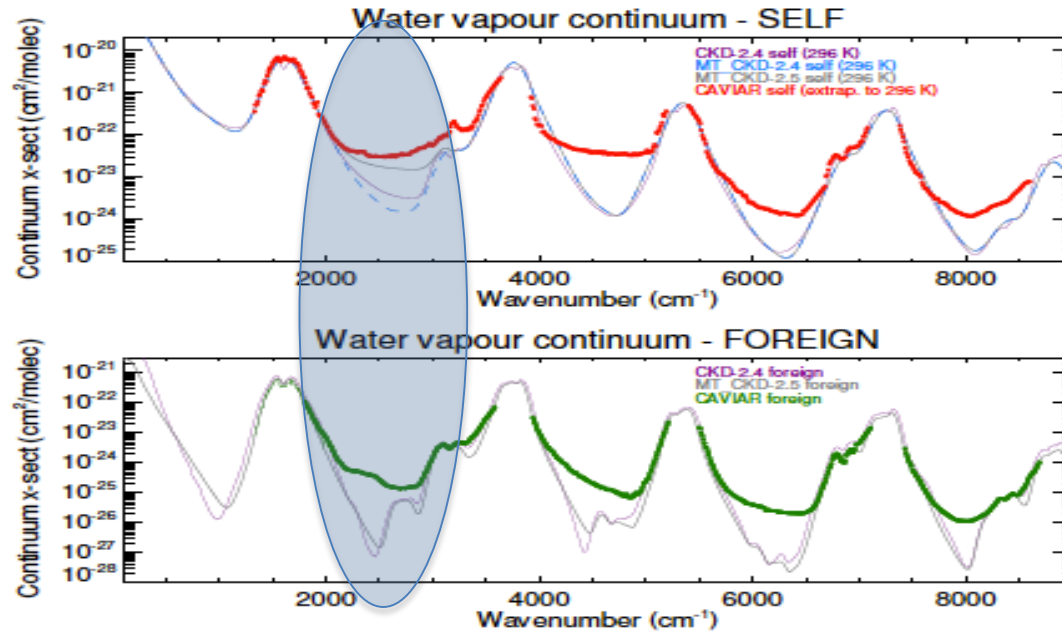 Water vapour continuum - SELF
Continuum x-sect (cm²/molec)
10⁻²⁰
10⁻²¹
10⁻²²
10⁻²³
10⁻²⁴
10⁻²⁵
CKD-2.4 self (296 K)
MT_CKD-2.4 self (296 K)
MT_CKD-2.5 self (296 K)
CAVIAR self (extrap. to 296 K)
2000 4000 6000 8000
Wavenumber (cm⁻¹)
Water vapour continuum - FOREIGN
Continuum x-sect (cm²/molec)
10⁻²¹
10⁻²²
10⁻²³
10⁻²⁴
10⁻²⁵
10⁻²⁶
10⁻²⁷
10⁻²⁸
CKD-2.4 foreign
MT_CKD-2.5 foreign
CAVIAR foreign
2000 4000 6000 8000
Wavenumber (cm⁻¹)